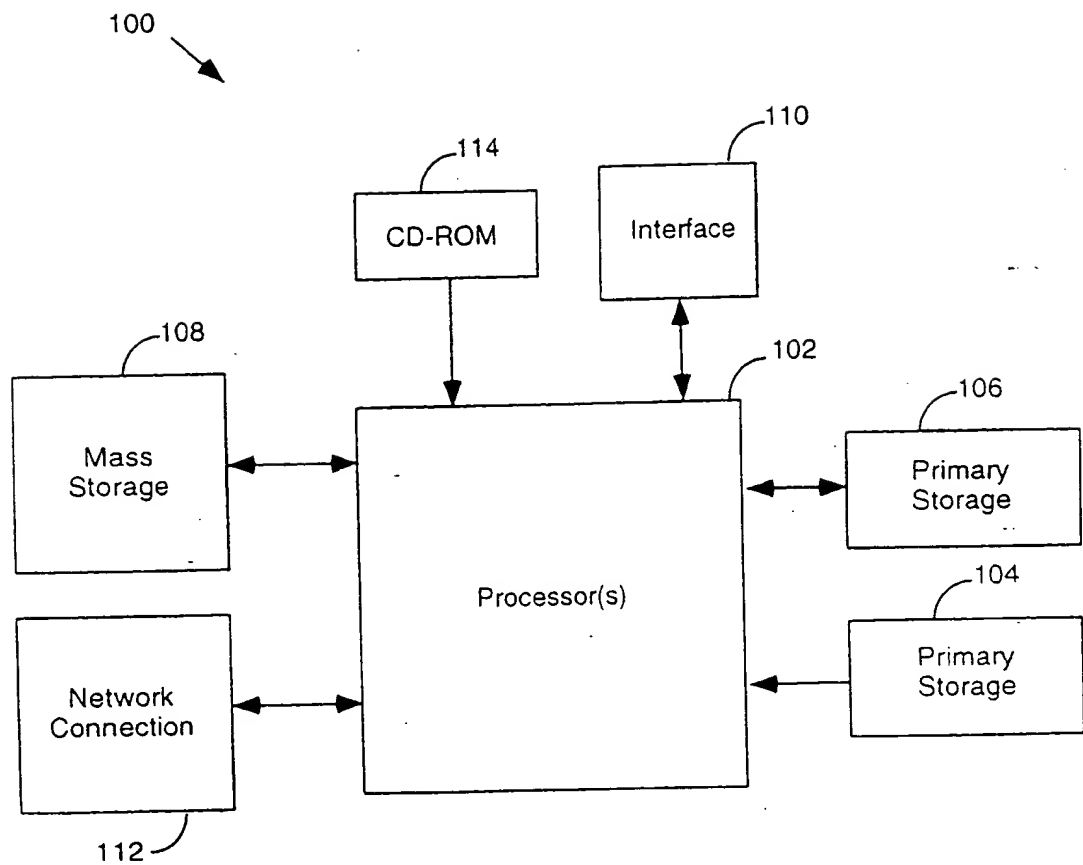 100
110
114
CD-ROM
Interface
108
102
106
Mass
Storage
Primary
Storage
104
Processor(s)
Primary
Storage
Network
Connection
112